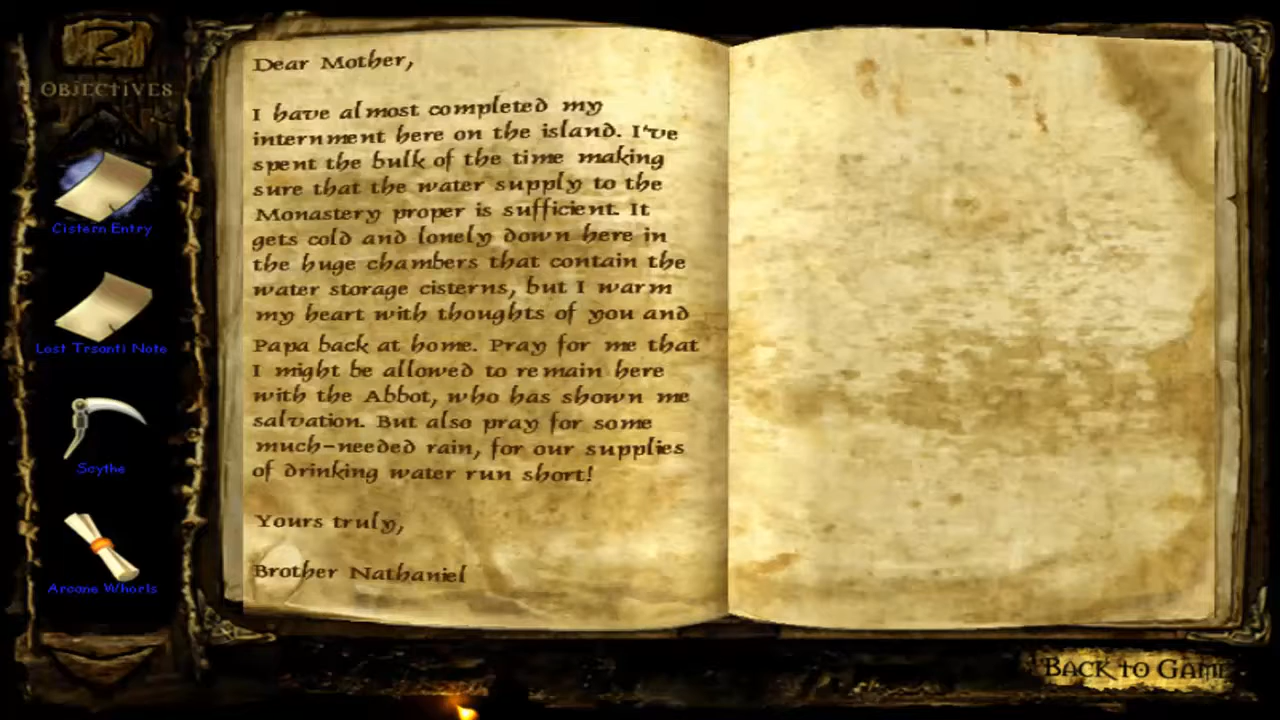 ?
OBJECTIVES
Cistern Entry
Lost Trsanti Note
Scythe
Arcane Whorls
Dear Mother,
I have almost completed my
internment here on the island. I've
spent the bulk of the time making
sure that the water supply to the
Monastery proper is sufficient. It
gets cold and lonely down here in
the huge chambers that contain the
water storage cisterns, but I warm
my heart with thoughts of you and
Papa back at home. Pray for me that
I might be allowed to remain here
with the Abbot, who has shown me
salvation. But also pray for some
much-needed rain, for our supplies
of drinking water run short!
Yours truly,
Brother Nathaniel
BACK TO GAME